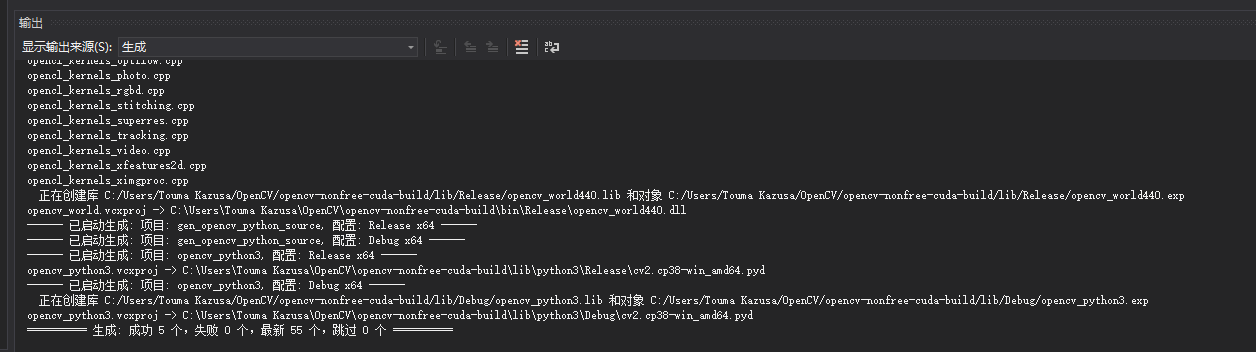 输出
显示输出来源(S): 生成
opencl_kernels_optflow.cpp
opencl_kernels_photo.cpp
opencl_kernels_rgbd.cpp
opencl_kernels_stitching.cpp
opencl_kernels_superres.cpp
opencl_kernels_tracking.cpp
opencl_kernels_video.cpp
opencl_kernels_xfeatures2d.cpp
opencl_kernels_ximgproc.cpp
正在创建库 C:/Users/Touma Kazusa/OpenCV/opencv-nonfree-cuda-build/lib/Release/opencv_world440.lib 和对象 C:/Users/Touma Kazusa/OpenCV/opencv-nonfree-cuda-build/lib/Release/opencv_world440.exp
opencv_world.vcxproj -> C:\Users\Touma Kazusa\OpenCV\opencv-nonfree-cuda-build\bin\Release\opencv_world440.dll
------ 已启动生成: 项目: gen_opencv_python_source, 配置: Release x64 ------
------ 已启动生成: 项目: gen_opencv_python_source, 配置: Debug x64 ------
------ 已启动生成: 项目: opencv_python3, 配置: Release x64 ------
opencv_python3.vcxproj -> C:\Users\Touma Kazusa\OpenCV\opencv-nonfree-cuda-build\lib\python3\Release\cv2.cp38-win_amd64.pyd
------ 已启动生成: 项目: opencv_python3, 配置: Debug x64 ------
正在创建库 C:/Users/Touma Kazusa/OpenCV/opencv-nonfree-cuda-build/lib/Debug/opencv_python3.lib 和对象 C:/Users/Touma Kazusa/OpenCV/opencv-nonfree-cuda-build/lib/Debug/opencv_python3.exp
opencv_python3.vcxproj -> C:\Users\Touma Kazusa\OpenCV\opencv-nonfree-cuda-build\lib\python3\Debug\cv2.cp38-win_amd64.pyd
========== 生成: 成功 5 个，失败 0 个，最新 55 个，跳过 0 个 ==========